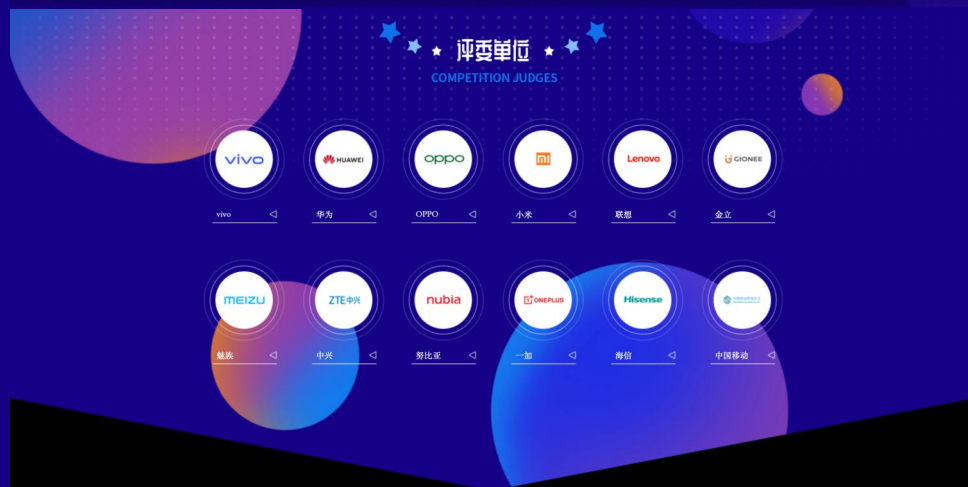 评委单位
COMPETITION JUDGES
vivo
HUAWEI
oppo
Lenovo
GIONEE
vivo
华为
OPPO
小米
联想
金立
MEIZU
ZTE中兴
nubia
ONEPLUS
Hisense
魅族
中兴
努比亚
一加
海信
中国移动